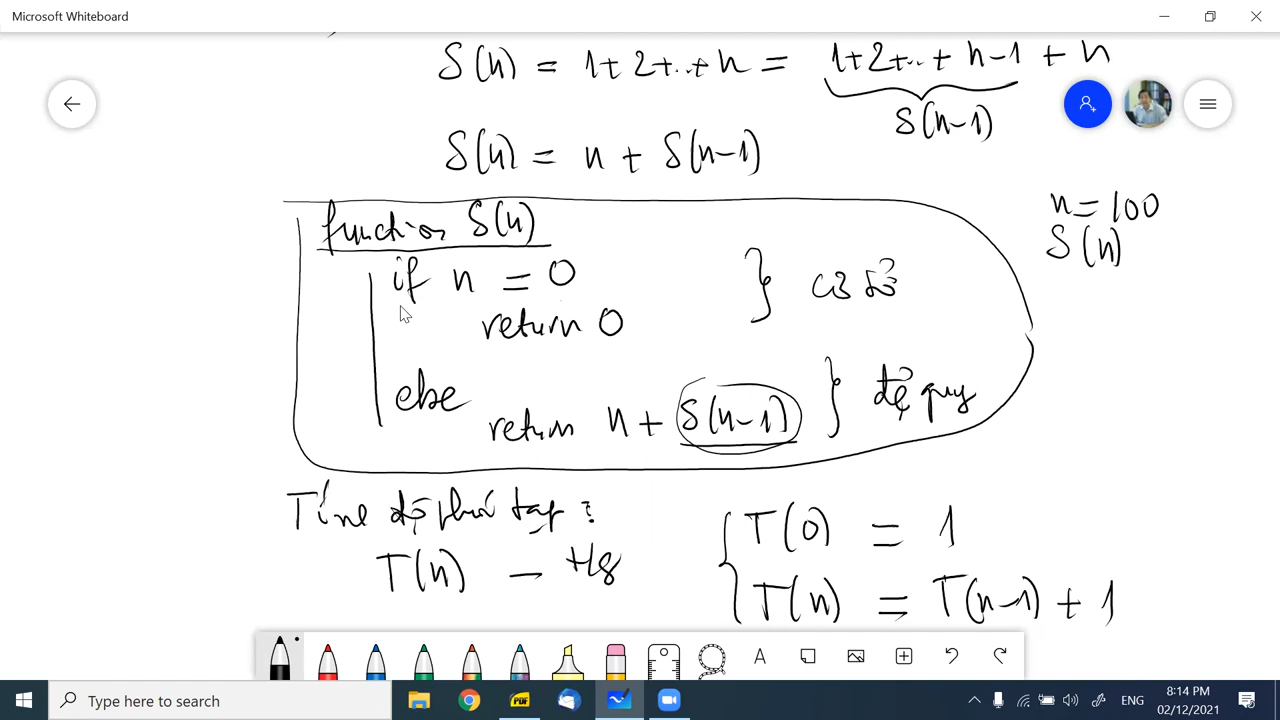 Microsoft Whiteboard
S(n) = 1+2+..+n = 1+2+..+ n-1 + n
S(n-1)
S(n) = n + S(n-1)
n = 100
S(n)
function S(n)
if n = 0
return 0
} cơ sở
else
return n + S(n-1)
} đệ quy
Tính độ phức tạp :
T(n) –
T(0) = 1
T(n) = T(n-1) + 1
Type here to search
ENG
8:14 PM
02/12/2021